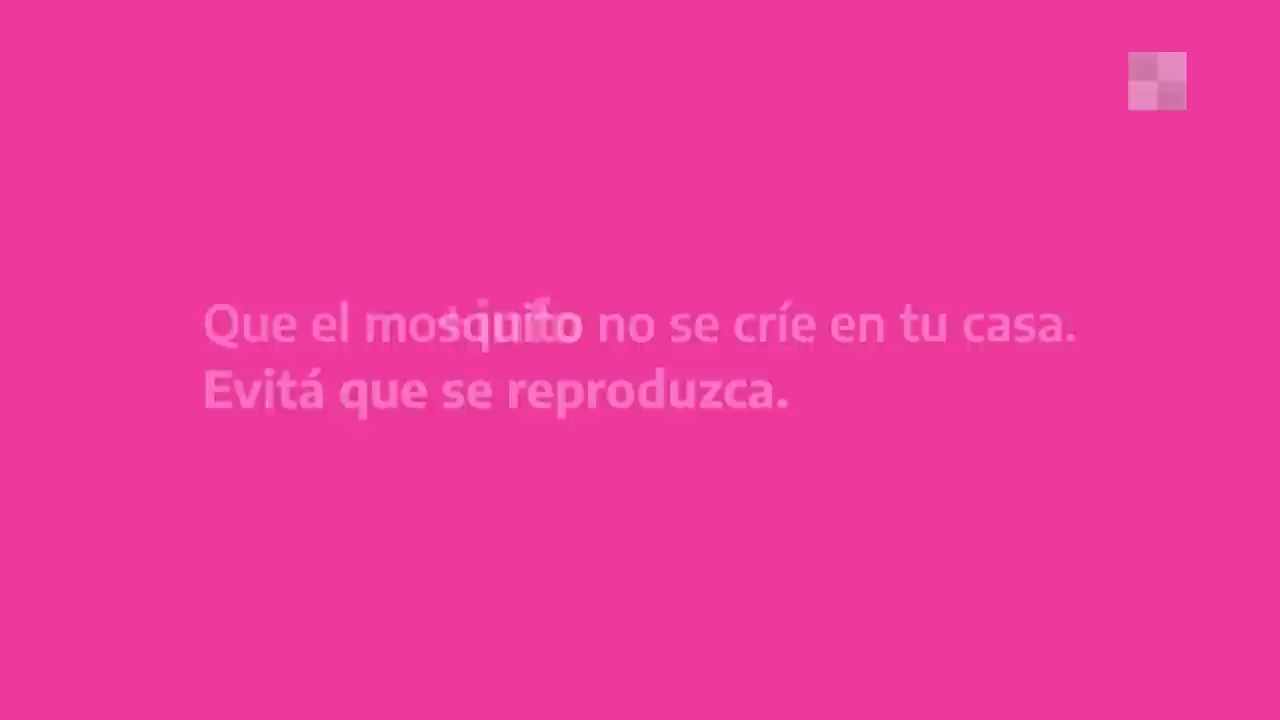 Que el mosquito no se críe en tu casa.
Evitá que se reproduzca.